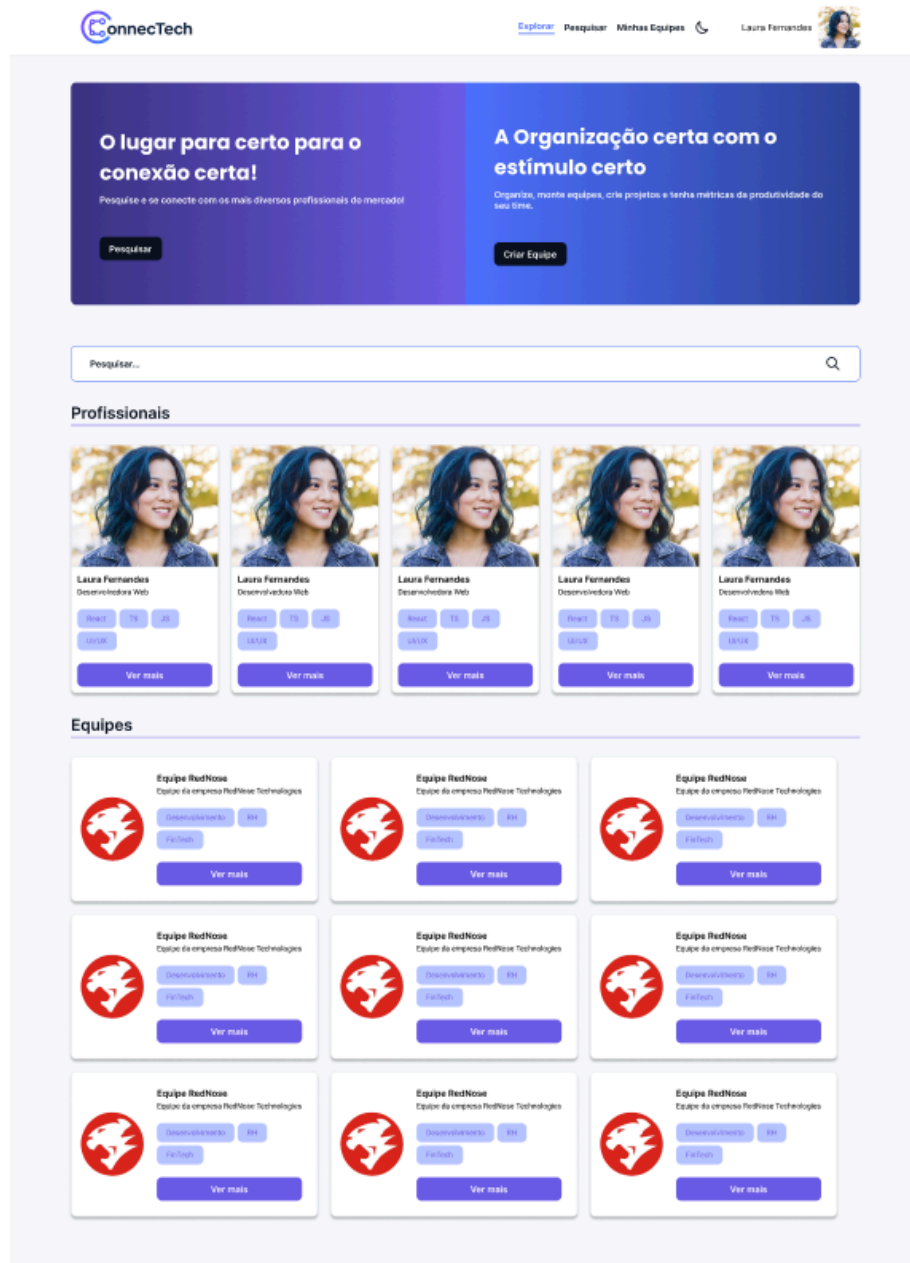 ConnecTech
Explorar Pesquisar Minhas Equipes Laura Fernandes
O lugar para certo para o
conexão certa!
Pesquise e se conecte com os mais diversos profissionais do mercado!
Pesquisar
A Organização certa com o
estímulo certo
Organize, monte equipes, crie projetos e tenha métricas da produtividade do
seu time.
Criar Equipe
Pesquisar...
Profissionais
Laura Fernandes
Desenvolvedora Web
React TS JS
UI/UX
Ver mais
Laura Fernandes
Desenvolvedora Web
React TS JS
UI/UX
Ver mais
Laura Fernandes
Desenvolvedora Web
React TS JS
UI/UX
Ver mais
Laura Fernandes
Desenvolvedora Web
React TS JS
UI/UX
Ver mais
Laura Fernandes
Desenvolvedora Web
React TS JS
UI/UX
Ver mais
Equipes
Equipe RedNose
Equipe da empresa RedNose Technologies
Desenvolvimento RH
FinTech
Ver mais
Equipe RedNose
Equipe da empresa RedNose Technologies
Desenvolvimento RH
FinTech
Ver mais
Equipe RedNose
Equipe da empresa RedNose Technologies
Desenvolvimento RH
FinTech
Ver mais
Equipe RedNose
Equipe da empresa RedNose Technologies
Desenvolvimento RH
FinTech
Ver mais
Equipe RedNose
Equipe da empresa RedNose Technologies
Desenvolvimento RH
FinTech
Ver mais
Equipe RedNose
Equipe da empresa RedNose Technologies
Desenvolvimento RH
FinTech
Ver mais
Equipe RedNose
Equipe da empresa RedNose Technologies
Desenvolvimento RH
FinTech
Ver mais
Equipe RedNose
Equipe da empresa RedNose Technologies
Desenvolvimento RH
FinTech
Ver mais
Equipe RedNose
Equipe da empresa RedNose Technologies
Desenvolvimento RH
FinTech
Ver mais